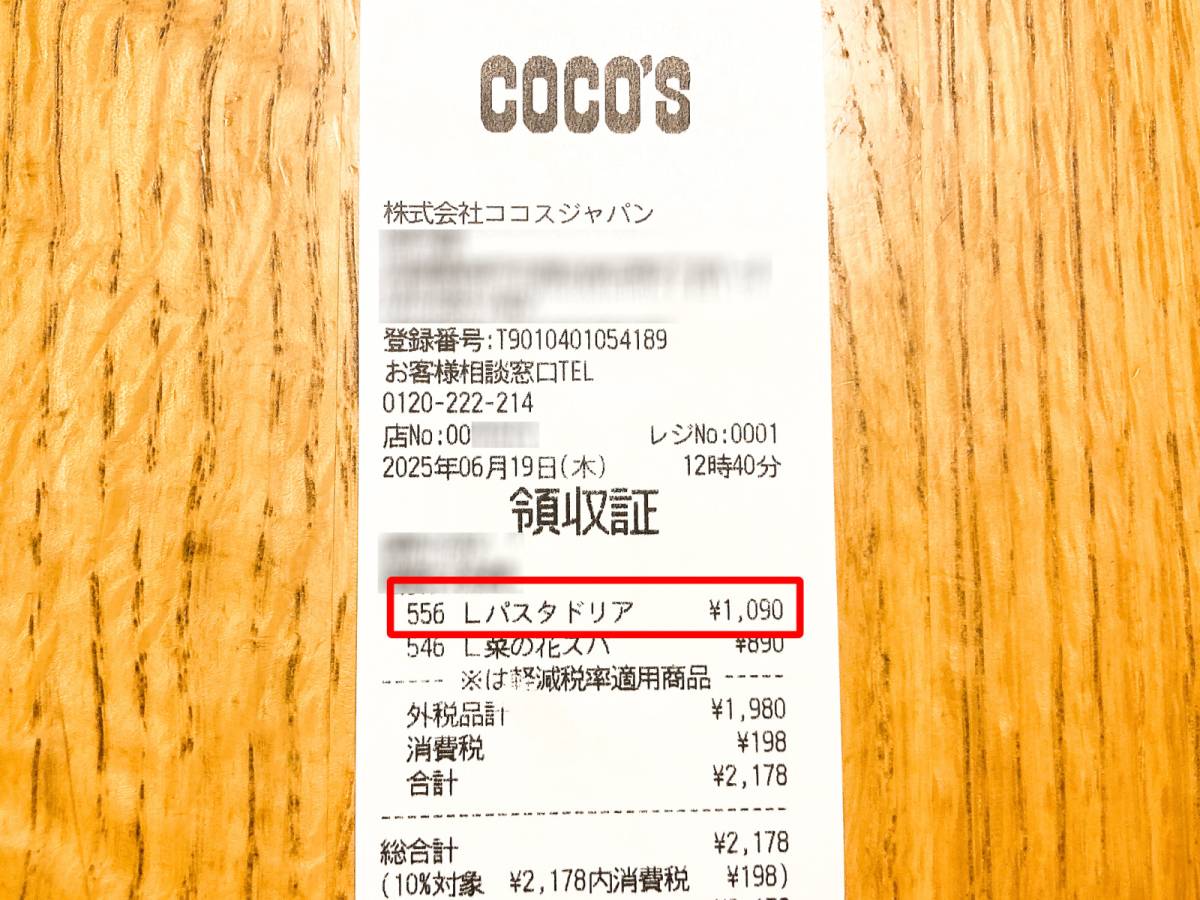 COCO'S
株式会社ココスジャパン
登録番号:T9010401054189
お客様相談窓口TEL
0120-222-214
店No:00 レジNo:0001
2025年06月19日(木) 12時40分
領収証
556 Lパスタドリア ¥1,090
546 L菜の花スパ ¥890
----- ※は軽減税率適用商品 -----
外税品計 ¥1,980
消費税 ¥198
合計 ¥2,178
総合計 ¥2,178
(10%対象 ¥2,178内消費税 ¥198)